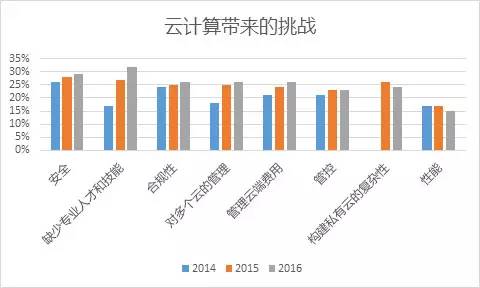 云计算带来的挑战
35%
30%
25%
20%
15%
10%
5%
0%
安全
缺少专业人才和技能
合规性
对多个云的管理
管理云端费用
管控
构建私有云的复杂性
性能
2014 2015 2016